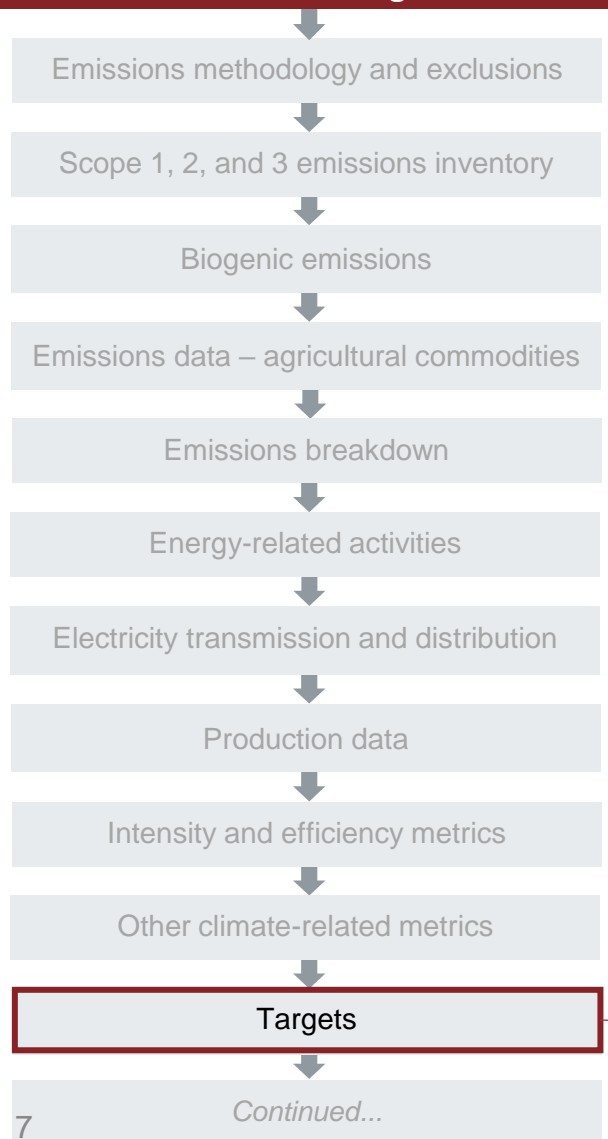 Emissions methodology and exclusions
Scope 1, 2, and 3 emissions inventory
Biogenic emissions
Emissions data – agricultural commodities
Emissions breakdown
Energy-related activities
Electricity transmission and distribution
Production data
Intensity and efficiency metrics
Other climate-related metrics
Targets
Continued...
7